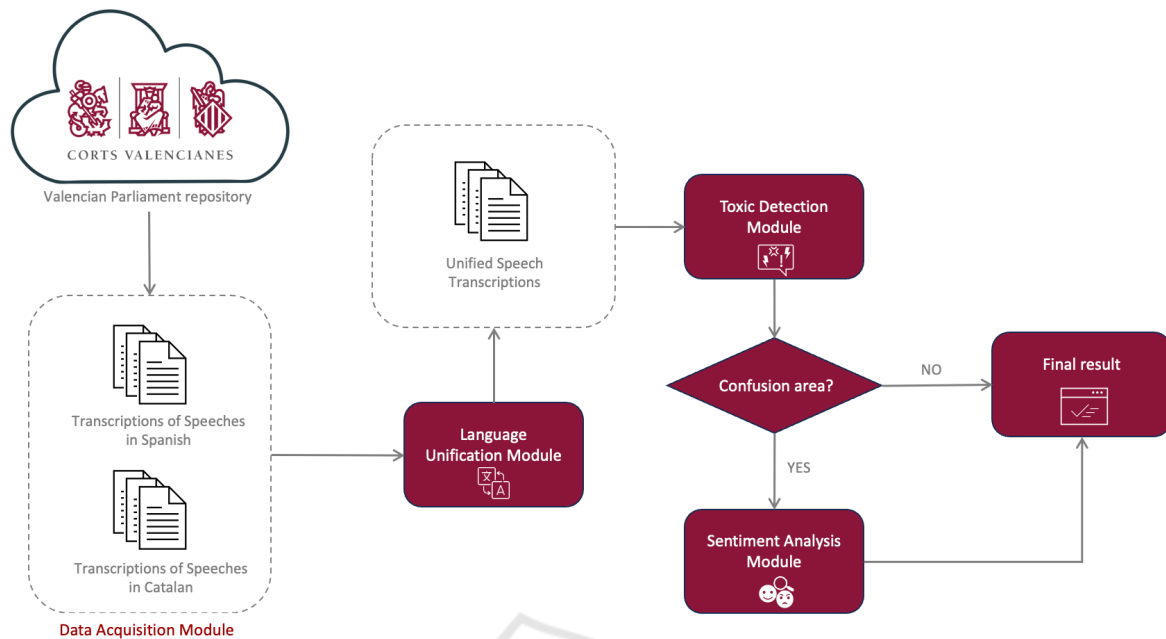 CORTS VALENCIANES
Valencian Parliament repository
Transcriptions of Speeches
in Spanish
Transcriptions of Speeches
in Catalan
Data Acquisition Module
Language
Unification Module
文
A
Unified Speech
Transcriptions
Toxic Detection
Module
Confusion area?
NO
YES
Sentiment Analysis
Module
Final result